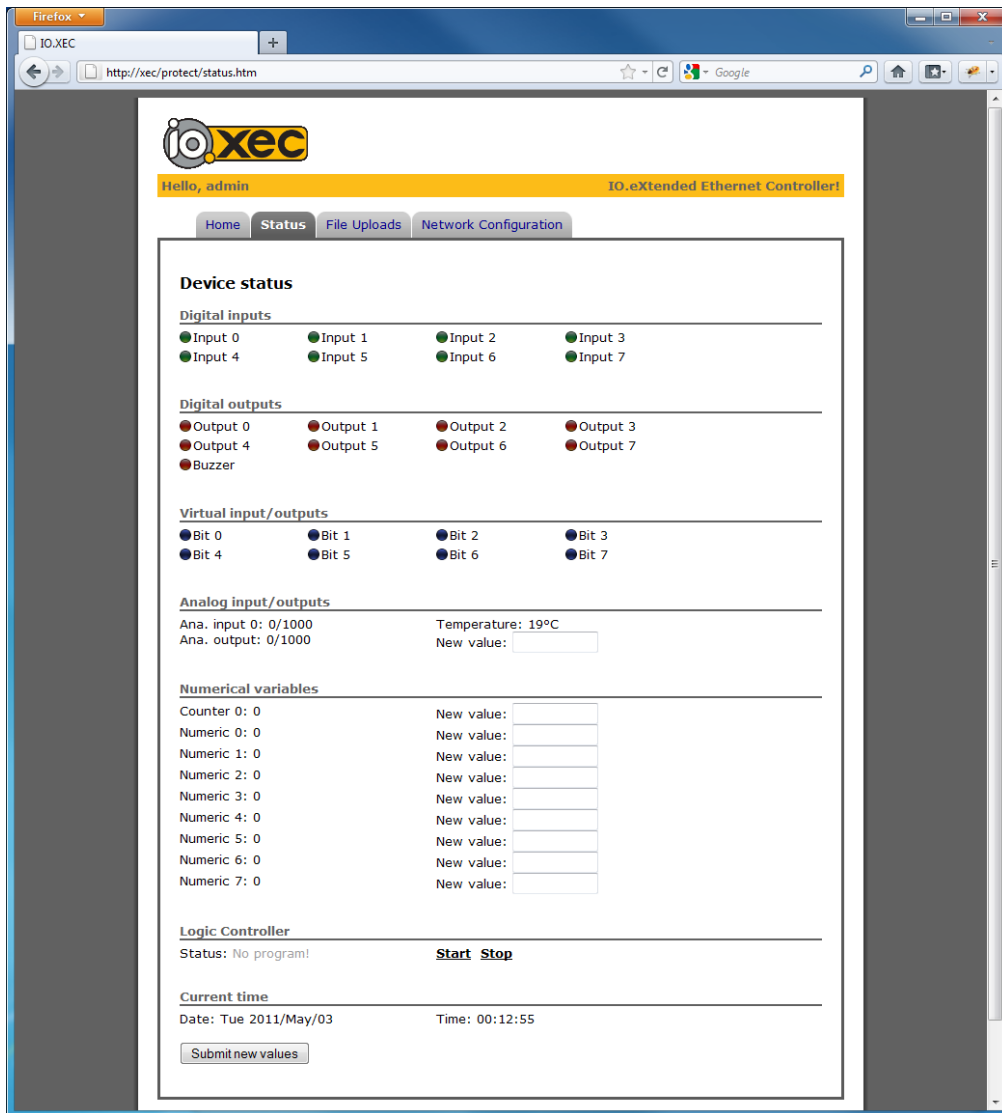 Firefox
IO.XEC
http://xec/protect/status.htm
Google
io.xec
Hello, admin IO.eXtended Ethernet Controller!
Home Status File Uploads Network Configuration
Device status
Digital inputs
Input 0 Input 1 Input 2 Input 3
Input 4 Input 5 Input 6 Input 7
Digital outputs
Output 0 Output 1 Output 2 Output 3
Output 4 Output 5 Output 6 Output 7
Buzzer
Virtual input/outputs
Bit 0 Bit 1 Bit 2 Bit 3
Bit 4 Bit 5 Bit 6 Bit 7
Analog input/outputs
Ana. input 0: 0/1000 Temperature: 19ºC
Ana. output: 0/1000 New value:
Numerical variables
Counter 0: 0 New value:
Numeric 0: 0 New value:
Numeric 1: 0 New value:
Numeric 2: 0 New value:
Numeric 3: 0 New value:
Numeric 4: 0 New value:
Numeric 5: 0 New value:
Numeric 6: 0 New value:
Numeric 7: 0 New value:
Logic Controller
Status: No program! Start Stop
Current time
Date: Tue 2011/May/03 Time: 00:12:55
Submit new values